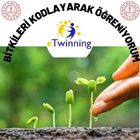 BİTKİLERİ KODLAYARAK ÖĞRENİYORUM
eTwinning